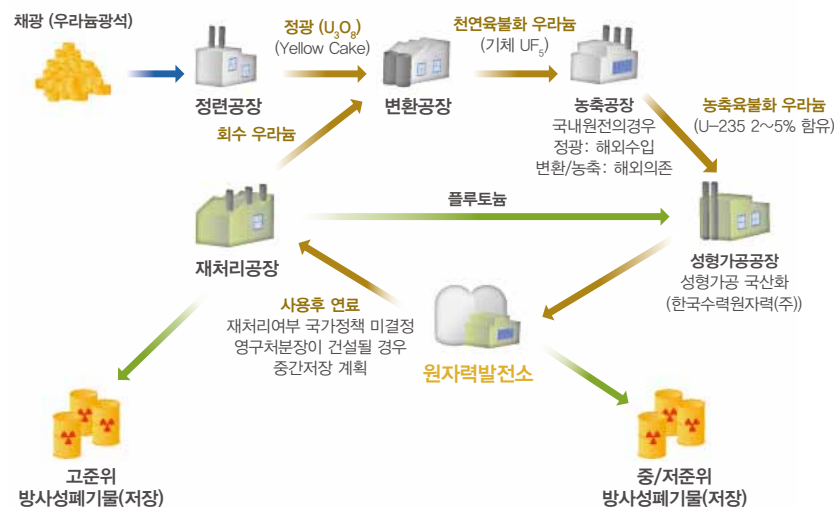 채광 (우라늄광석)
정련공장
정광 (U₃O₈)
(Yellow Cake)
변환공장
천연육불화 우라늄
(기체 UF₅)
농축공장
국내원전의경우
정광: 해외수입
변환/농축: 해외의존
농축육불화 우라늄
(U-235 2~5% 함유)
회수 우라늄
재처리공장
플루토늄
성형가공공장
성형가공 국산화
(한국수력원자력(주))
사용후 연료
재처리여부 국가정책 미결정
영구처분장이 건설될 경우
중간저장 계획
원자력발전소
고준위
방사성폐기물(저장)
중/저준위
방사성폐기물(저장)